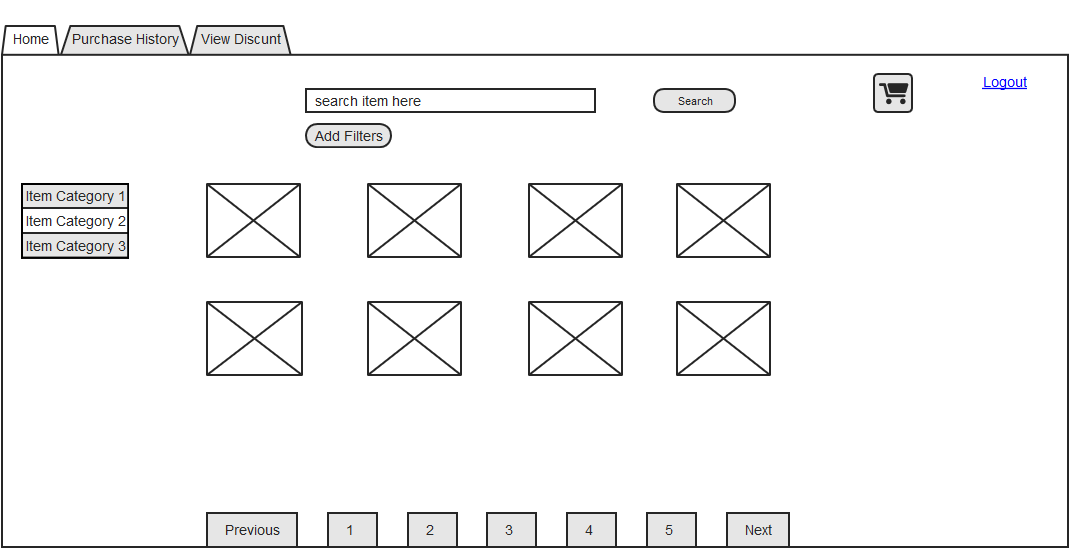 Home Purchase History View Discunt
Logout
search item here Search
Add Filters
Item Category 1
Item Category 2
Item Category 3
Previous 1 2 3 4 5 Next